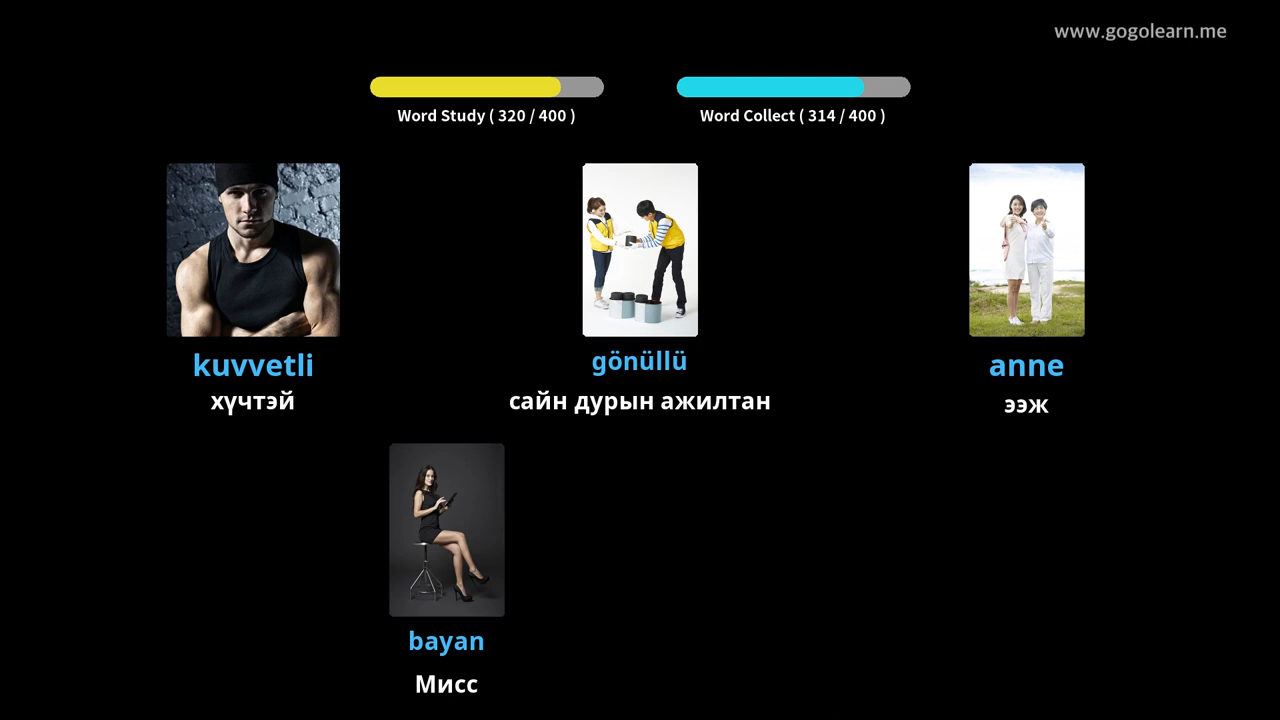 www.gogolearn.me
Word Study ( 320 / 400 )
Word Collect ( 314 / 400 )
kuvvetli
хүчтэй
gönüllü
сайн дурын ажилтан
anne
ээж
bayan
Мисс